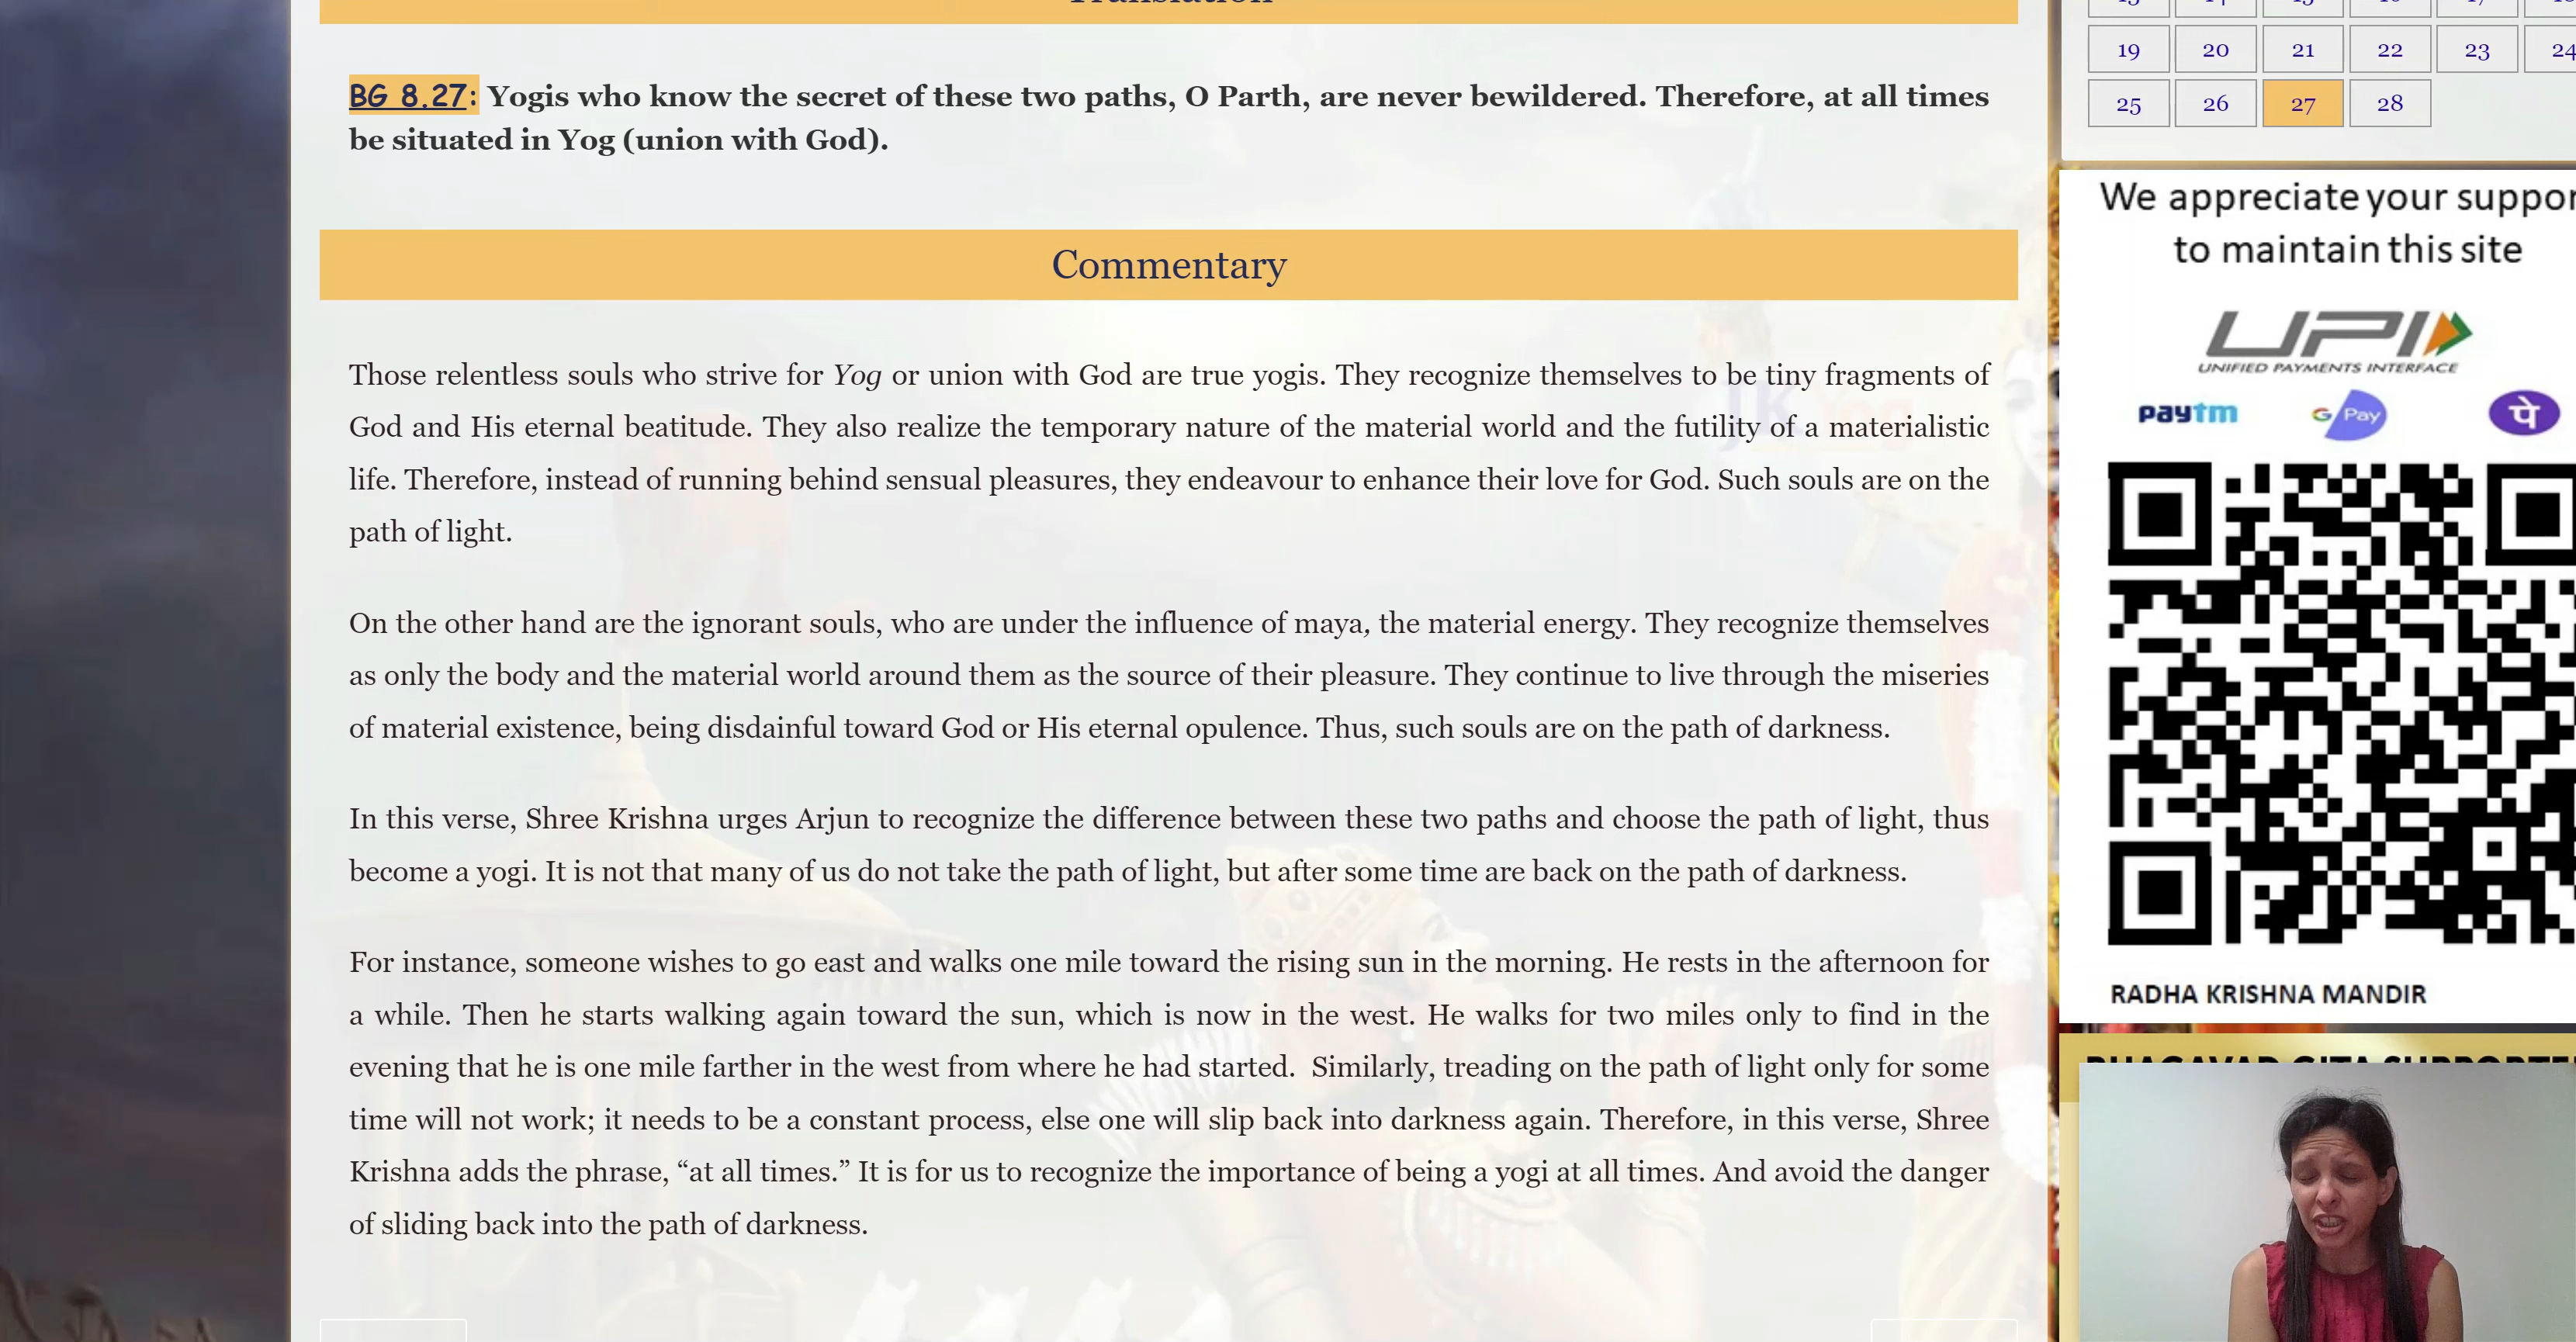 Translation
BG 8.27: Yogis who know the secret of these two paths, O Parth, are never bewildered. Therefore, at all times
be situated in Yog (union with God).
Commentary
Those relentless souls who strive for Yog or union with God are true yogis. They recognize themselves to be tiny fragments of
God and His eternal beatitude. They also realize the temporary nature of the material world and the futility of a materialistic
life. Therefore, instead of running behind sensual pleasures, they endeavour to enhance their love for God. Such souls are on the
path of light.
On the other hand are the ignorant souls, who are under the influence of maya, the material energy. They recognize themselves
as only the body and the material world around them as the source of their pleasure. They continue to live through the miseries
of material existence, being disdainful toward God or His eternal opulence. Thus, such souls are on the path of darkness.
In this verse, Shree Krishna urges Arjun to recognize the difference between these two paths and choose the path of light, thus
become a yogi. It is not that many of us do not take the path of light, but after some time are back on the path of darkness.
For instance, someone wishes to go east and walks one mile toward the rising sun in the morning. He rests in the afternoon for
a while. Then he starts walking again toward the sun, which is now in the west. He walks for two miles only to find in the
evening that he is one mile farther in the west from where he had started. Similarly, treading on the path of light only for some
time will not work; it needs to be a constant process, else one will slip back into darkness again. Therefore, in this verse, Shree
Krishna adds the phrase, “at all times.” It is for us to recognize the importance of being a yogi at all times. And avoid the danger
of sliding back into the path of darkness.
19 20 21 22 23 24
25 26 27 28
We appreciate your suppor
to maintain this site
UPI
UNIFIED PAYMENTS INTERFACE
paytm G Pay पे
RADHA KRISHNA MANDIR
JK Yog